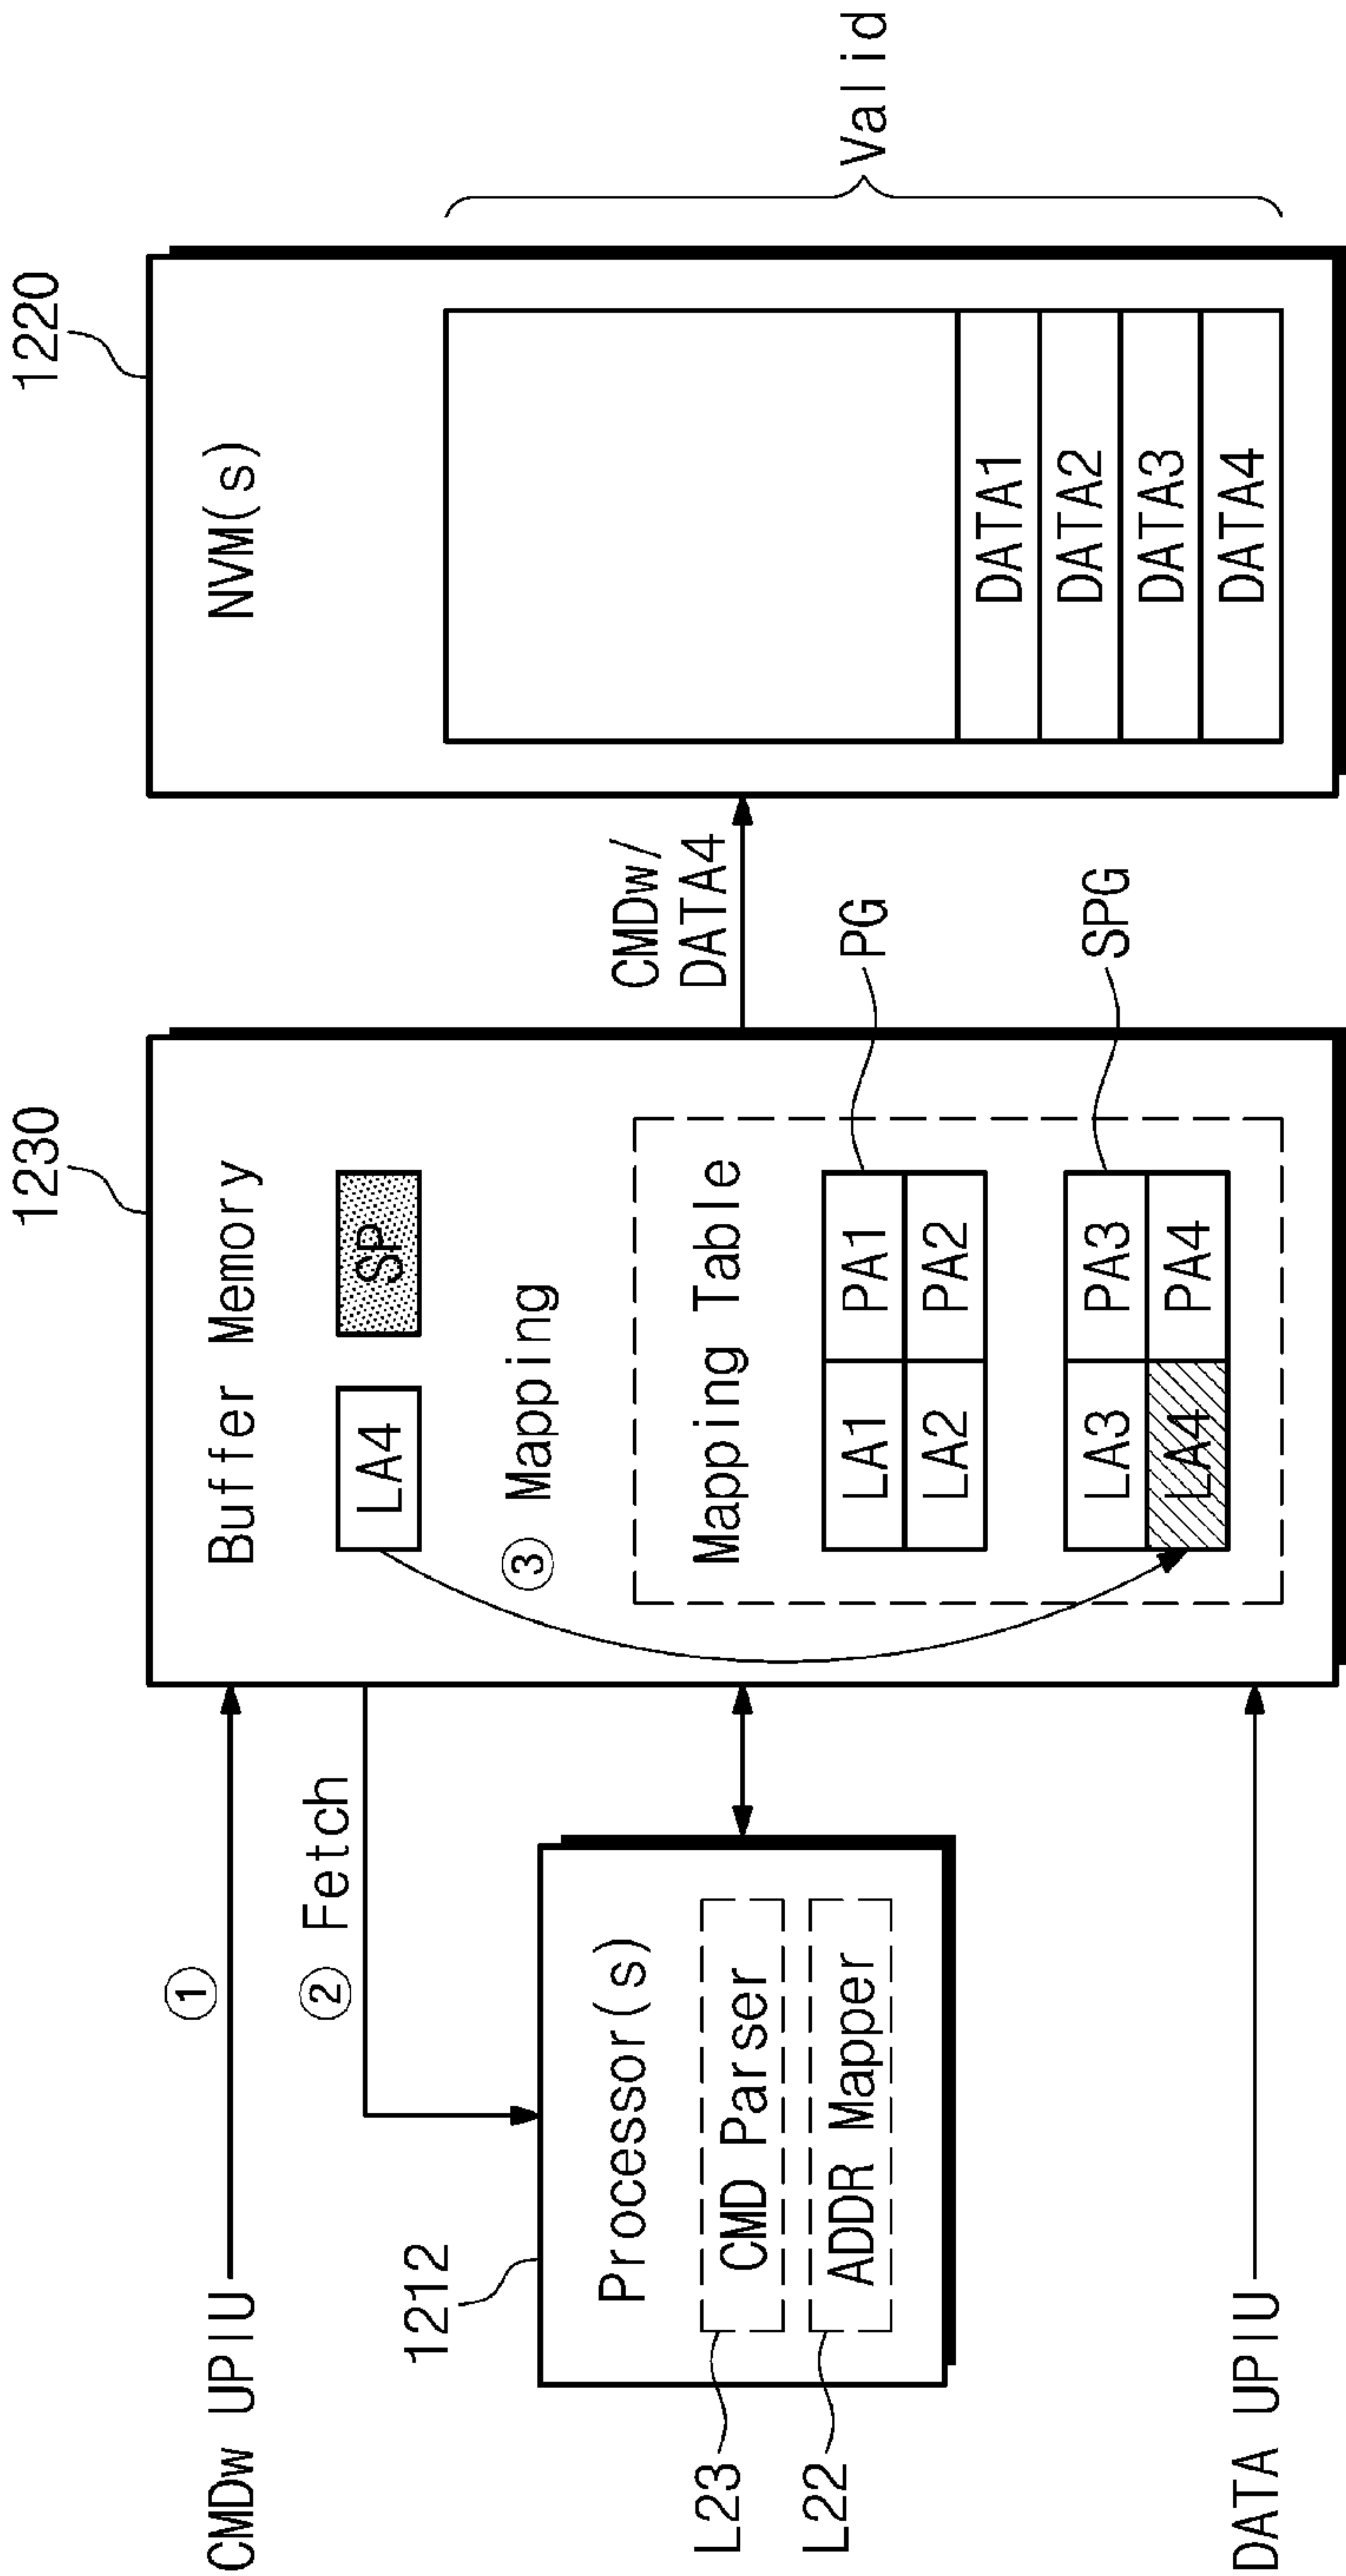 1220
1230
1212
CMDw UPIU
①
② Fetch
Processor(s)
CMD Parser
ADDR Mapper
L23
L22
DATA UPIU
Buffer Memory
LA4
SP
③ Mapping
Mapping Table
LA1 PA1
LA2 PA2
LA3 PA3
LA4 PA4
PG
SPG
CMDw/
DATA4
NVM(s)
DATA1
DATA2
DATA3
DATA4
Valid